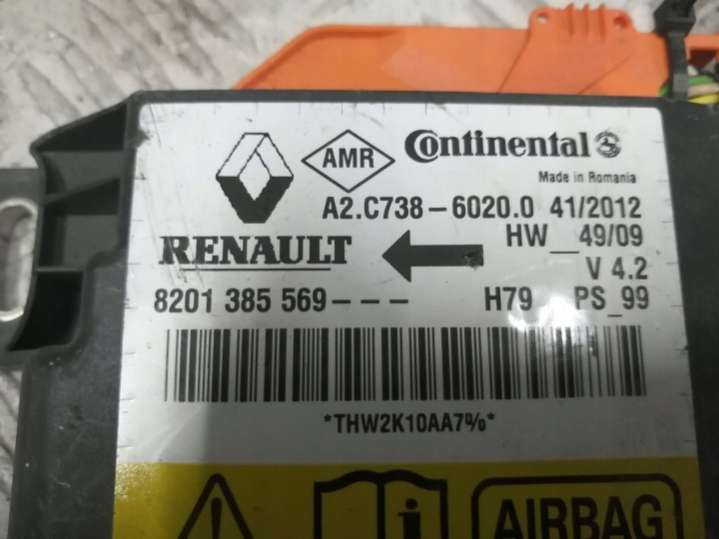 AMR Continental
Made in Romania
A2.C738-6020.0 41/2012
HW__49/09
RENAULT
V 4.2
8201 385 569--- H79 PS_99
*THW2K10AA7%*
AIRBAG